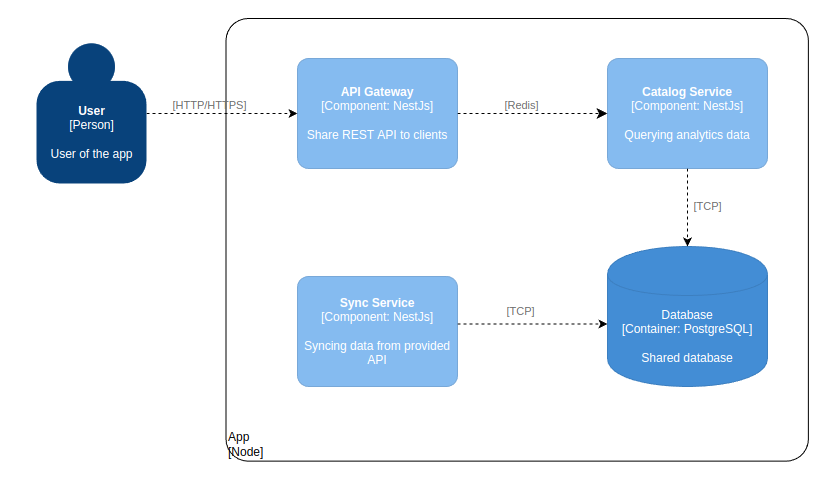 User
[Person]
User of the app
[HTTP/HTTPS]
API Gateway
[Component: NestJs]
Share REST API to clients
[Redis]
Catalog Service
[Component: NestJs]
Querying analytics data
[TCP]
Sync Service
[Component: NestJs]
Syncing data from provided
API
[TCP]
Database
[Container: PostgreSQL]
Shared database
App
[Node]